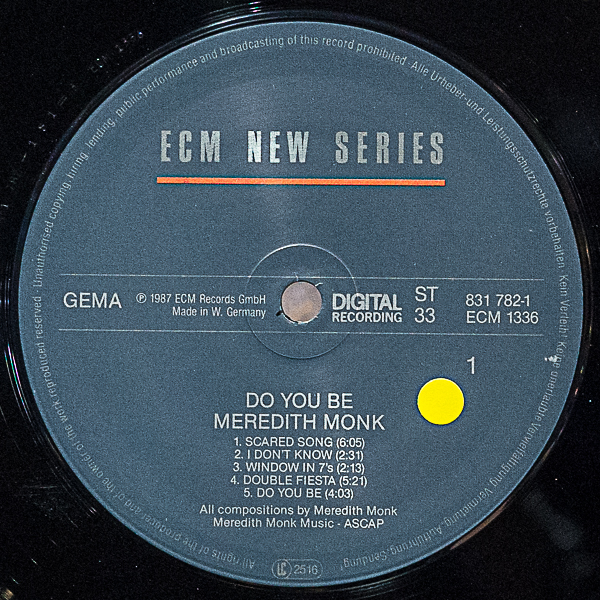 All rights of the producer and of the owner of the work reproduced reserved · Unauthorised copying, hiring, lending, public performance and broadcasting of this record prohibited · Alle Urheber-und Leistungsschutzrechte vorbehalten. Kein Verleih! Keine unerlaubte Vervielfältigung, Vermietung, Aufführung, Sendung!
ECM NEW SERIES
GEMA
℗ 1987 ECM Records GmbH
Made in W. Germany
DIGITAL
RECORDING
ST
33
831 782-1
ECM 1336
1
DO YOU BE
MEREDITH MONK
1. SCARED SONG (6:05)
2. I DON'T KNOW (2:31)
3. WINDOW IN 7's (2:13)
4. DOUBLE FIESTA (5:21)
5. DO YOU BE (4:03)
All compositions by Meredith Monk
Meredith Monk Music - ASCAP
LC 2516